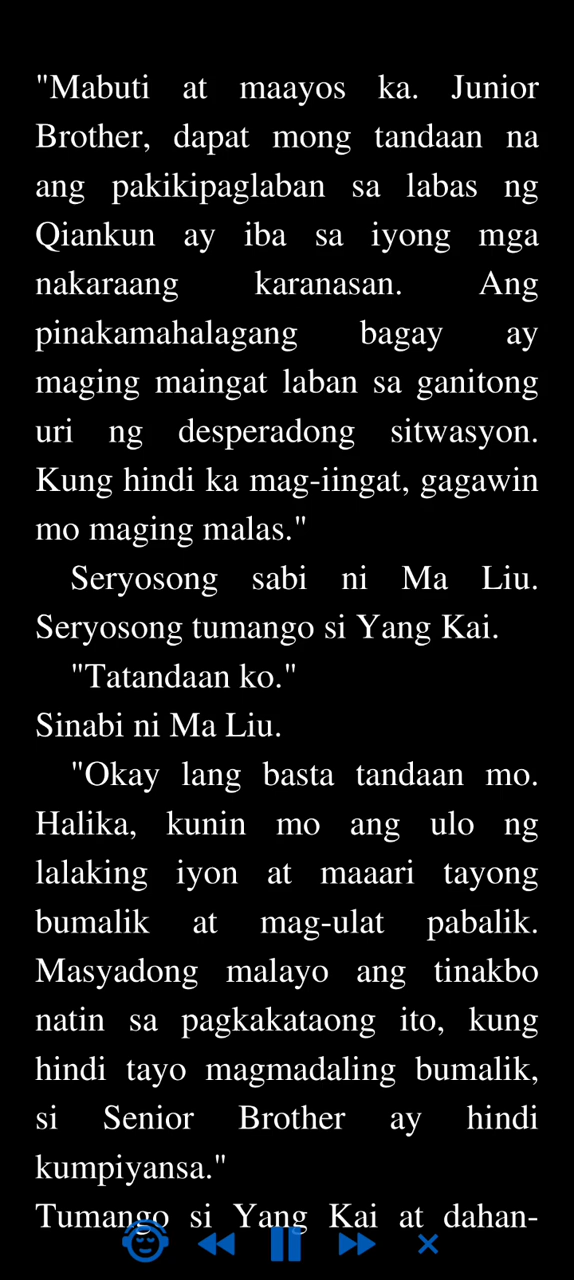 "Mabuti at maayos ka. Junior
Brother, dapat mong tandaan na
ang pakikipaglaban sa labas ng
Qiankun ay iba sa iyong mga
nakaraang karanasan. Ang
pinakamahalagang bagay ay
maging maingat laban sa ganitong
uri ng desperadong sitwasyon.
Kung hindi ka mag-iingat, gagawin
mo maging malas."
Seryosong sabi ni Ma Liu.
Seryosong tumango si Yang Kai.
"Tatandaan ko."
Sinabi ni Ma Liu.
"Okay lang basta tandaan mo.
Halika, kunin mo ang ulo ng
lalaking iyon at maaari tayong
bumalik at mag-ulat pabalik.
Masyadong malayo ang tinakbo
natin sa pagkakataong ito, kung
hindi tayo magmadaling bumalik,
si Senior Brother ay hindi
kumpiyansa."
Tumango si Yang Kai at dahan-